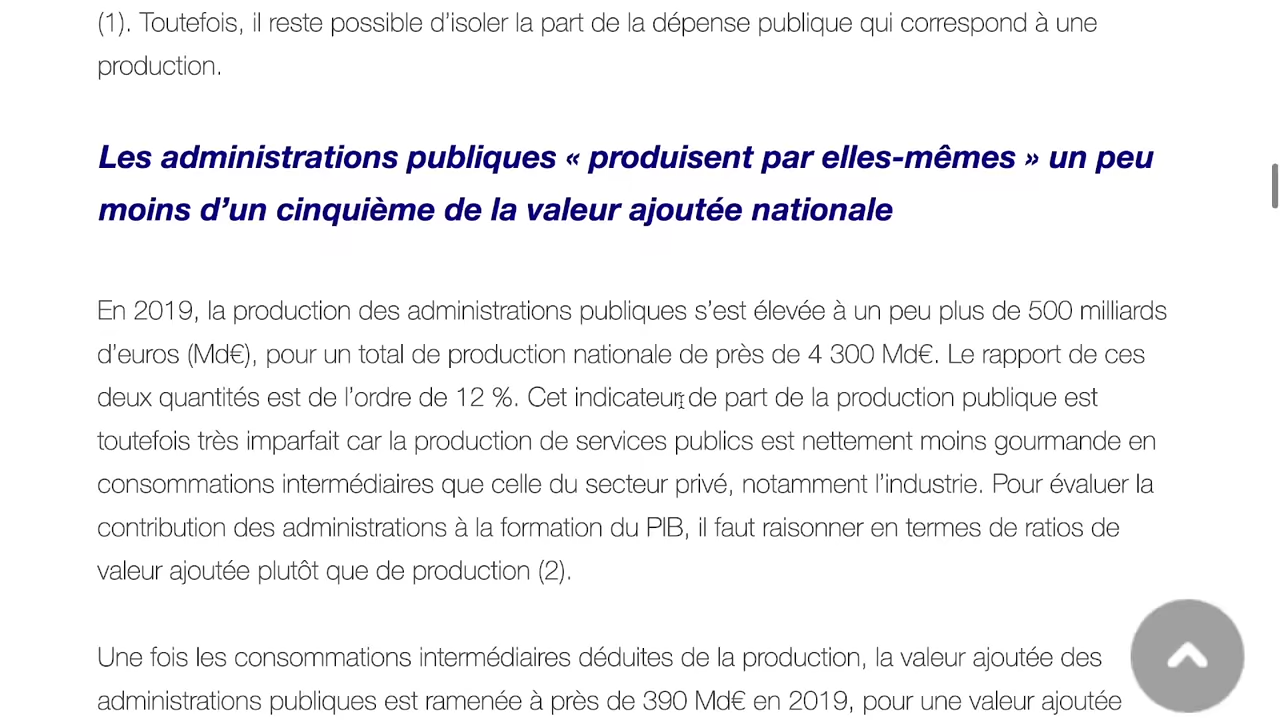 (1). Toutefois, il reste possible d’isoler la part de la dépense publique qui correspond à une
production.
Les administrations publiques « produisent par elles-mêmes » un peu
moins d’un cinquième de la valeur ajoutée nationale
En 2019, la production des administrations publiques s’est élevée à un peu plus de 500 milliards
d’euros (Md€), pour un total de production nationale de près de 4 300 Md€. Le rapport de ces
deux quantités est de l’ordre de 12 %. Cet indicateur de part de la production publique est
toutefois très imparfait car la production de services publics est nettement moins gourmande en
consommations intermédiaires que celle du secteur privé, notamment l’industrie. Pour évaluer la
contribution des administrations à la formation du PIB, il faut raisonner en termes de ratios de
valeur ajoutée plutôt que de production (2).
Une fois les consommations intermédiaires déduites de la production, la valeur ajoutée des
administrations publiques est ramenée à près de 390 Md€ en 2019, pour une valeur ajoutée